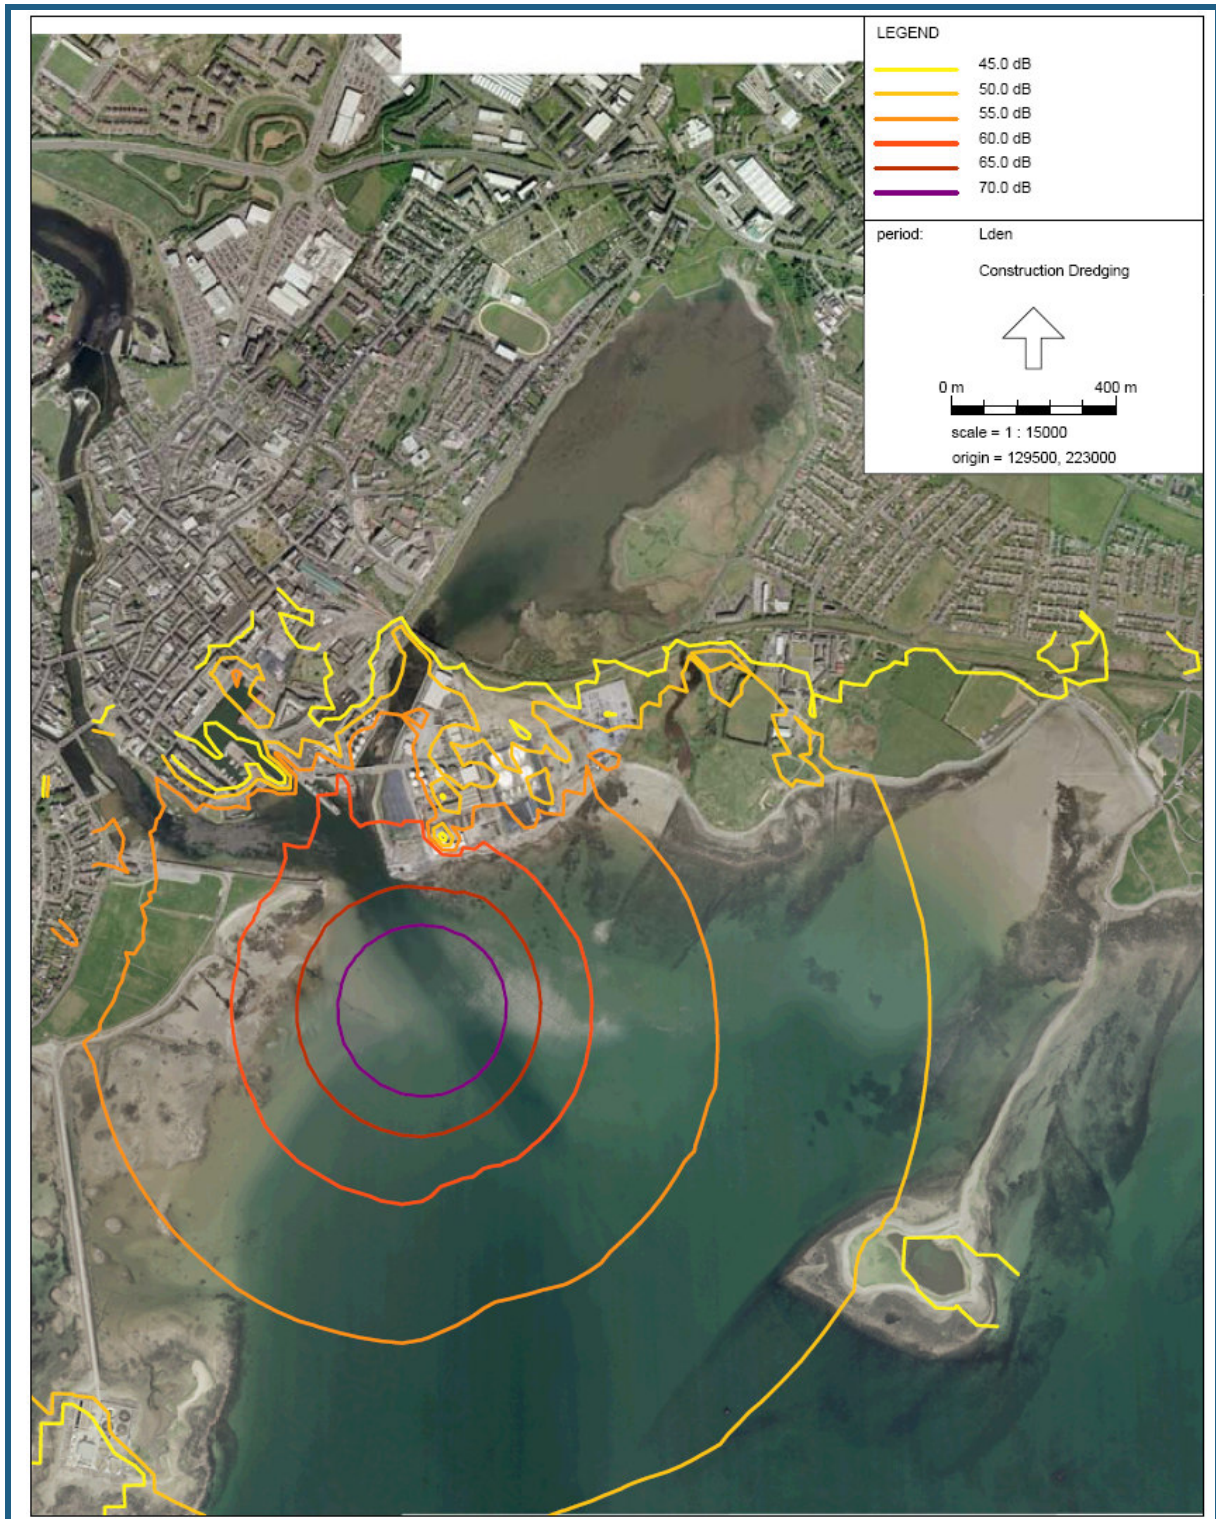 LEGEND
45.0 dB
50.0 dB
55.0 dB
60.0 dB
65.0 dB
70.0 dB
period: Lden
Construction Dredging
0 m 400 m
scale = 1 : 15000
origin = 129500, 223000